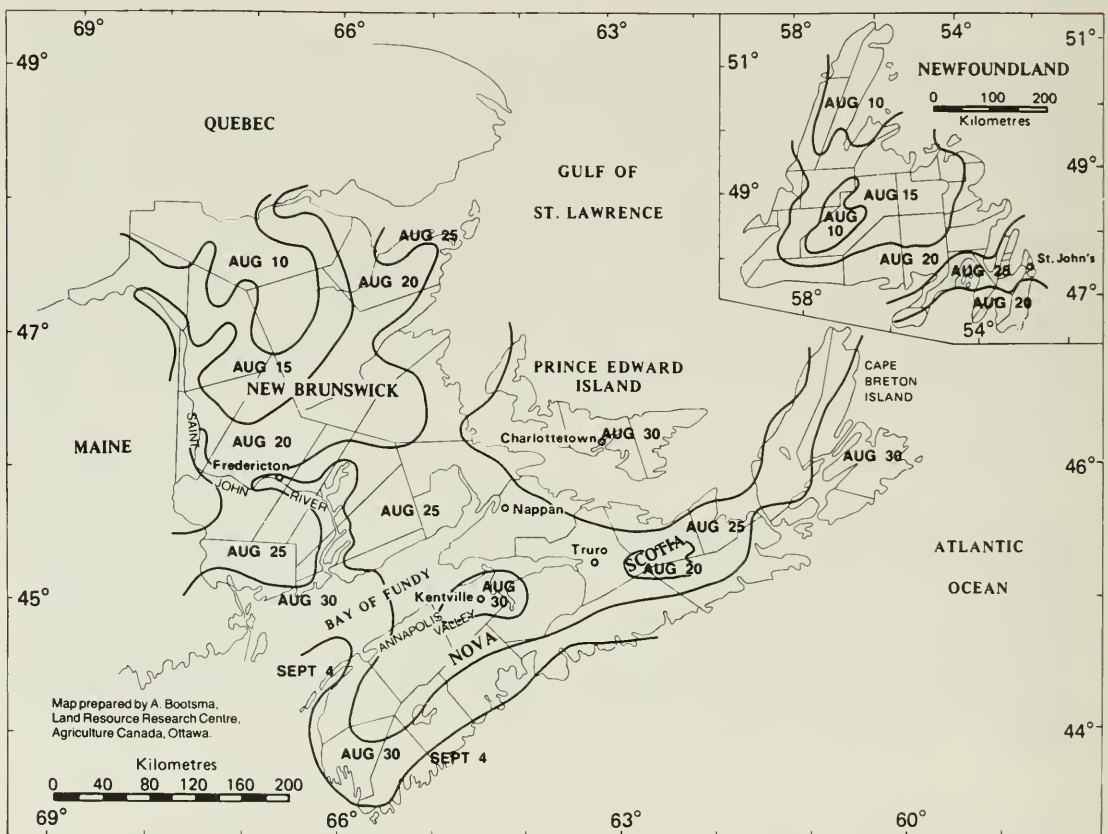 69°
66°
63°
49°
QUEBEC
GULF OF
ST. LAWRENCE
58°
54°
51°
51°
NEWFOUNDLAND
0 100 200
Kilometres
AUG 10
49°
49°
AUG 15
AUG
10
AUG 20
AUG 25
St. John's
47°
AUG 20
58°
54°
AUG 25
AUG 10
AUG 20
47°
AUG 15
NEW BRUNSWICK
PRINCE EDWARD
ISLAND
CAPE
BRETON
ISLAND
MAINE
SAINT
JOHN
RIVER
AUG 20
Fredericton
Charlottetown
AUG 30
AUG 30
46°
AUG 25
Nappan
AUG 25
AUG 25
Truro
SCOTIA
AUG 20
ATLANTIC
OCEAN
45°
AUG 30
BAY OF FUNDY
Kentville
AUG
30
ANNAPOLIS
VALLEY
NOVA
SEPT 4
Map prepared by A. Bootsma,
Land Resource Research Centre,
Agriculture Canada, Ottawa.
AUG 30
SEPT 4
44°
Kilometres
0 40 80 120 160 200
69°
66°
63°
60°